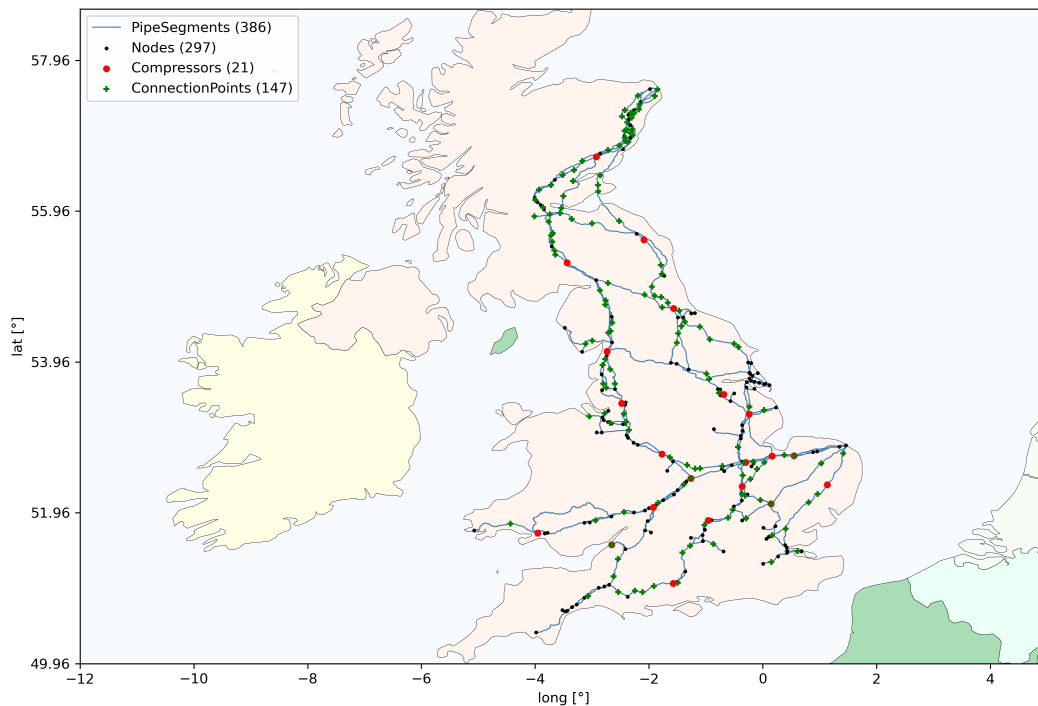 PipeSegments (386)
Nodes (297)
Compressors (21)
ConnectionPoints (147)
57.96
55.96
53.96
51.96
49.96
lat [°]
−12 −10 −8 −6 −4 −2 0 2 4
long [°]